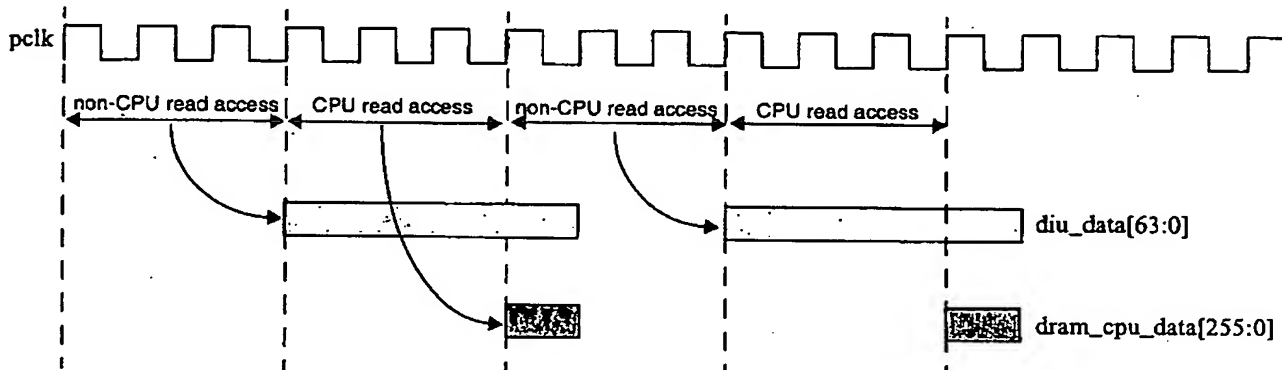 pclk
non-CPU read access CPU read access non-CPU read access CPU read access
diu_data[63:0]
dram_cpu_data[255:0]